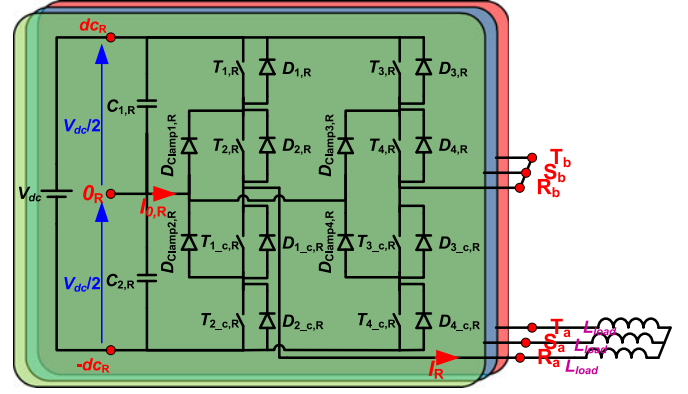 dcR
T1,R
D1,R
T3,R
D3,R
C1,R
Vdc/2
DClamp1,R
T2,R
D2,R
DClamp3,R
T4,R
D4,R
Tb
Sb
Rb
Vdc
0R
I0,R
DClamp2,R
T1_c,R
D1_c,R
DClamp4,R
T3_c,R
D3_c,R
Vdc/2
C2,R
T2_c,R
D2_c,R
T4_c,R
D4_c,R
Ta
Lload
Sa
Lload
-dcR
IR
Ra
Lload